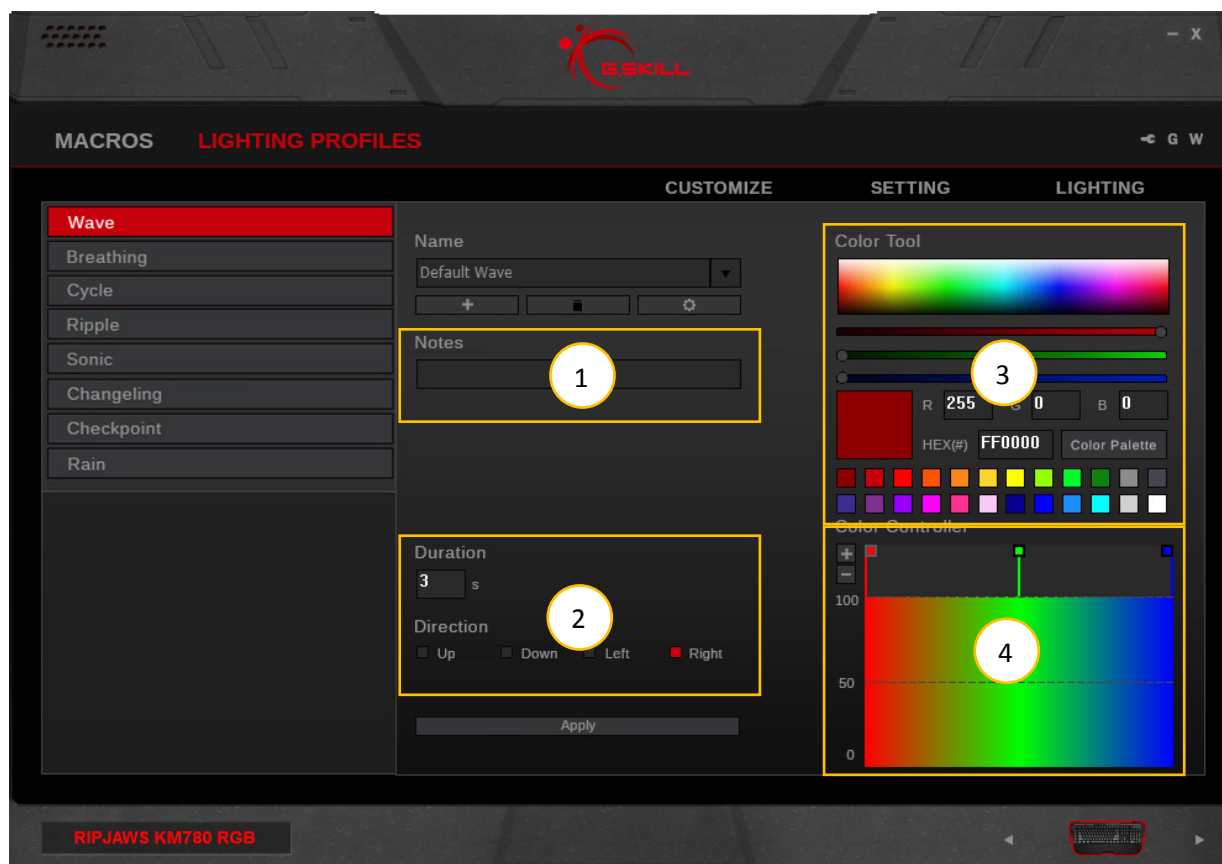 G.SKILL
- X
MACROS LIGHTING PROFILES G W
CUSTOMIZE SETTING LIGHTING
Wave
Breathing
Cycle
Ripple
Sonic
Changeling
Checkpoint
Rain
Name
Default Wave
+
Notes
1
Duration
3 s
2
Direction
Up Down Left Right
Apply
Color Tool
3
R 255 G 0 B 0
HEX(#) FF0000 Color Palette
Color Controller
+
-
100
4
50
0
RIPJAWS KM780 RGB